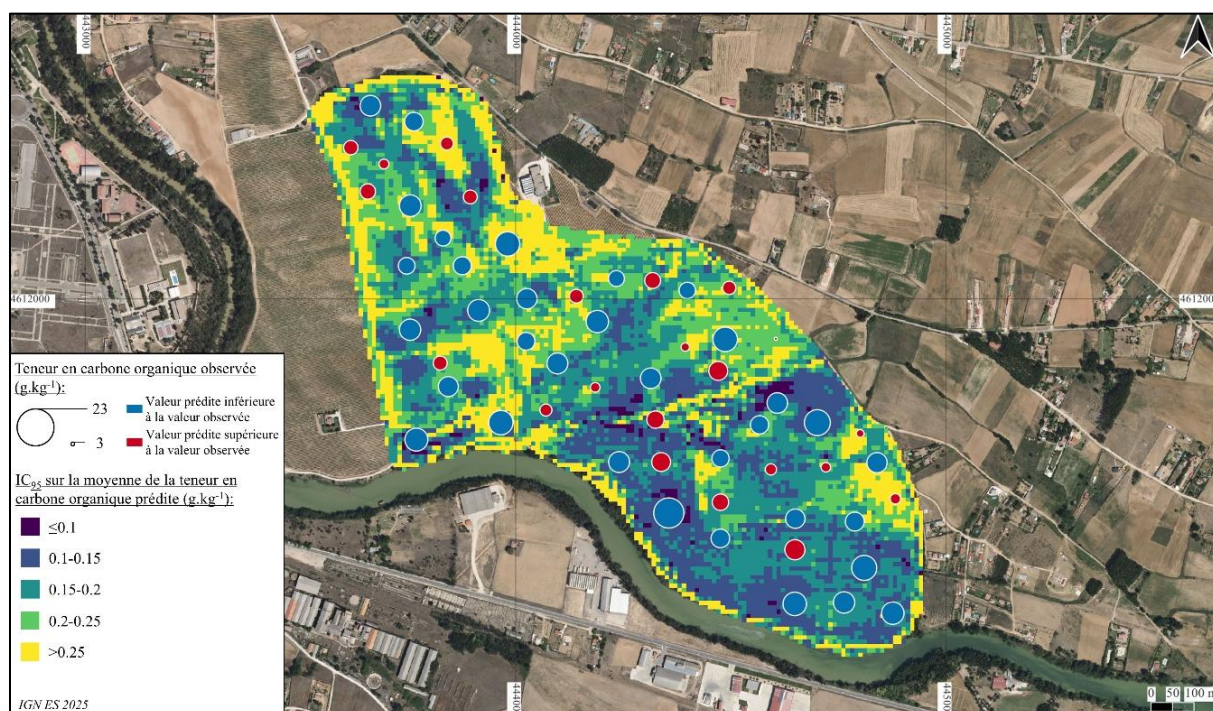 443000
444000
445000
4612000
4612000
Teneur en carbone organique observée
(g.kg⁻¹):
23
3
Valeur prédite inférieure
à la valeur observée
Valeur prédite supérieure
à la valeur observée
IC₉₅ sur la moyenne de la teneur en
carbone organique prédite (g.kg⁻¹):
≤0.1
0.1-0.15
0.15-0.2
0.2-0.25
>0.25
IGN ES 2025
444000
445000
0 50 100 m